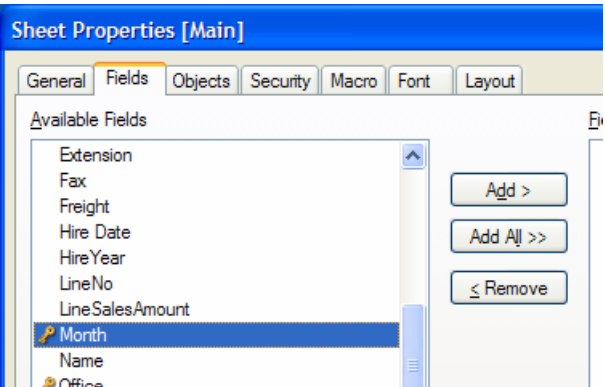 Sheet Properties [Main]
General Fields Objects Security Macro Font Layout
Available Fields
Extension
Fax
Freight
Hire Date
HireYear
LineNo
LineSalesAmount
Month
Name
Office
Add >
Add All >>
< Remove